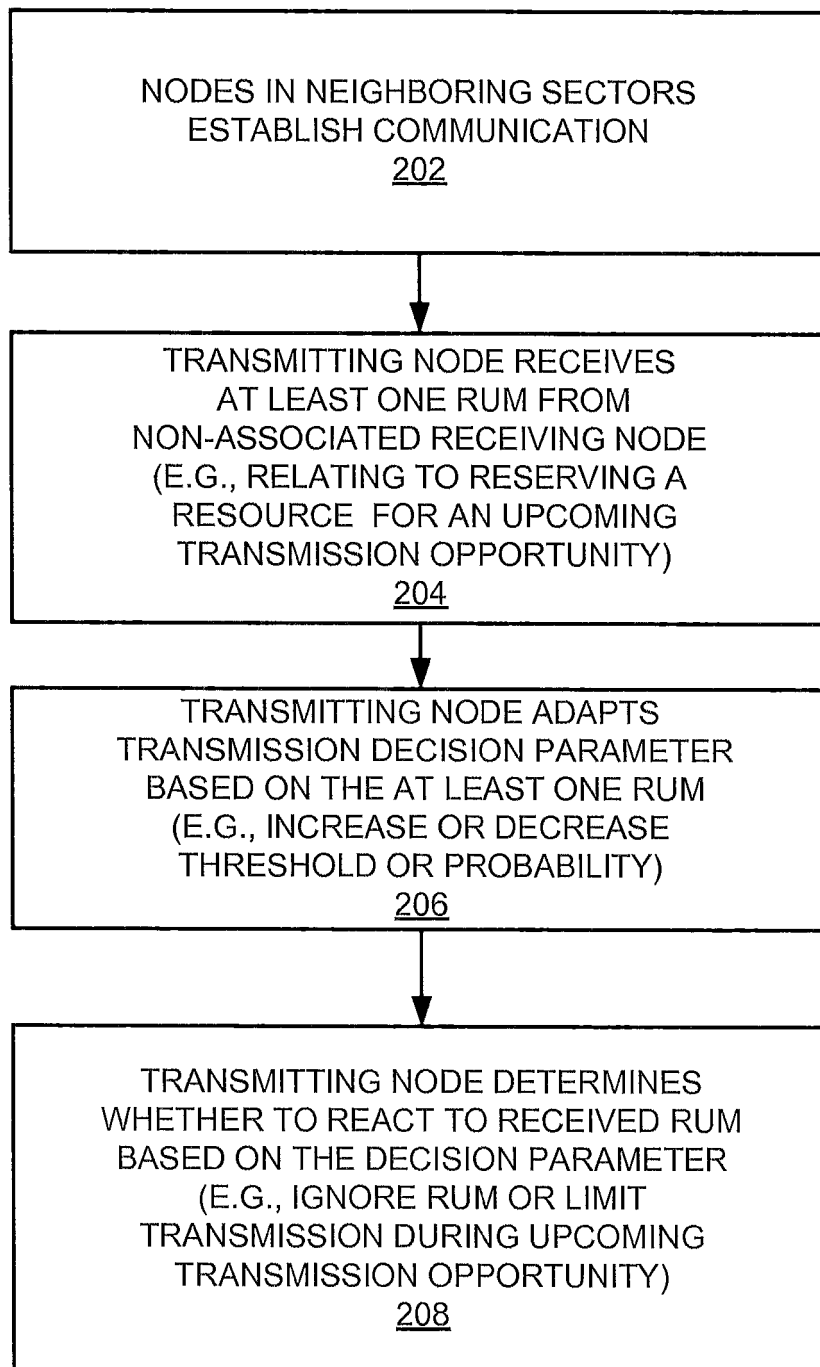 NODES IN NEIGHBORING SECTORS
ESTABLISH COMMUNICATION
202
TRANSMITTING NODE RECEIVES
AT LEAST ONE RUM FROM
NON-ASSOCIATED RECEIVING NODE
(E.G., RELATING TO RESERVING A
RESOURCE FOR AN UPCOMING
TRANSMISSION OPPORTUNITY)
204
TRANSMITTING NODE ADAPTS
TRANSMISSION DECISION PARAMETER
BASED ON THE AT LEAST ONE RUM
(E.G., INCREASE OR DECREASE
THRESHOLD OR PROBABILITY)
206
TRANSMITTING NODE DETERMINES
WHETHER TO REACT TO RECEIVED RUM
BASED ON THE DECISION PARAMETER
(E.G., IGNORE RUM OR LIMIT
TRANSMISSION DURING UPCOMING
TRANSMISSION OPPORTUNITY)
208